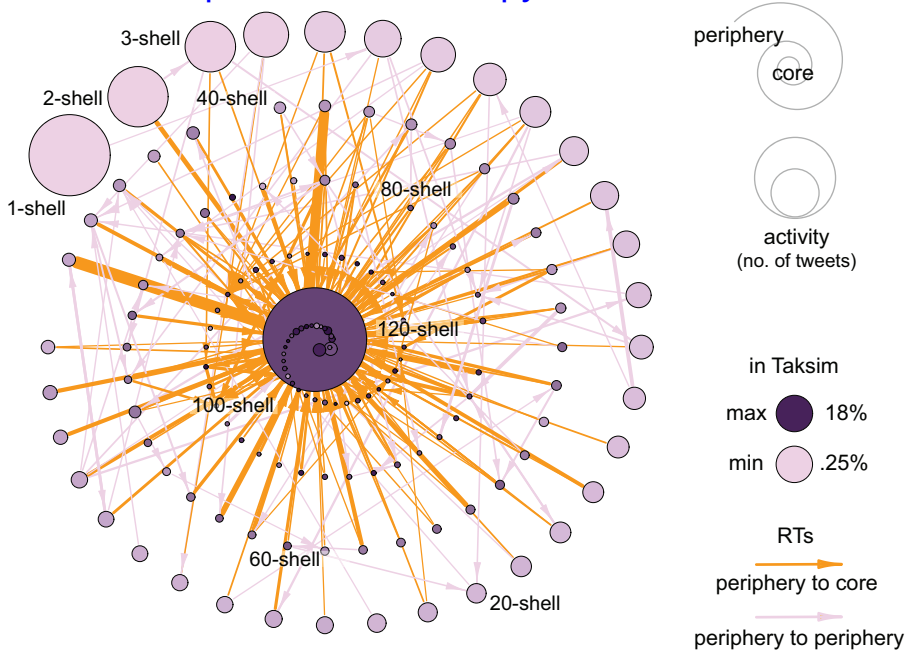 3-shell
2-shell
40-shell
1-shell
80-shell
120-shell
100-shell
60-shell
20-shell
periphery
core
activity
(no. of tweets)
in Taksim
max 18%
min .25%
RTs
periphery to core
periphery to periphery